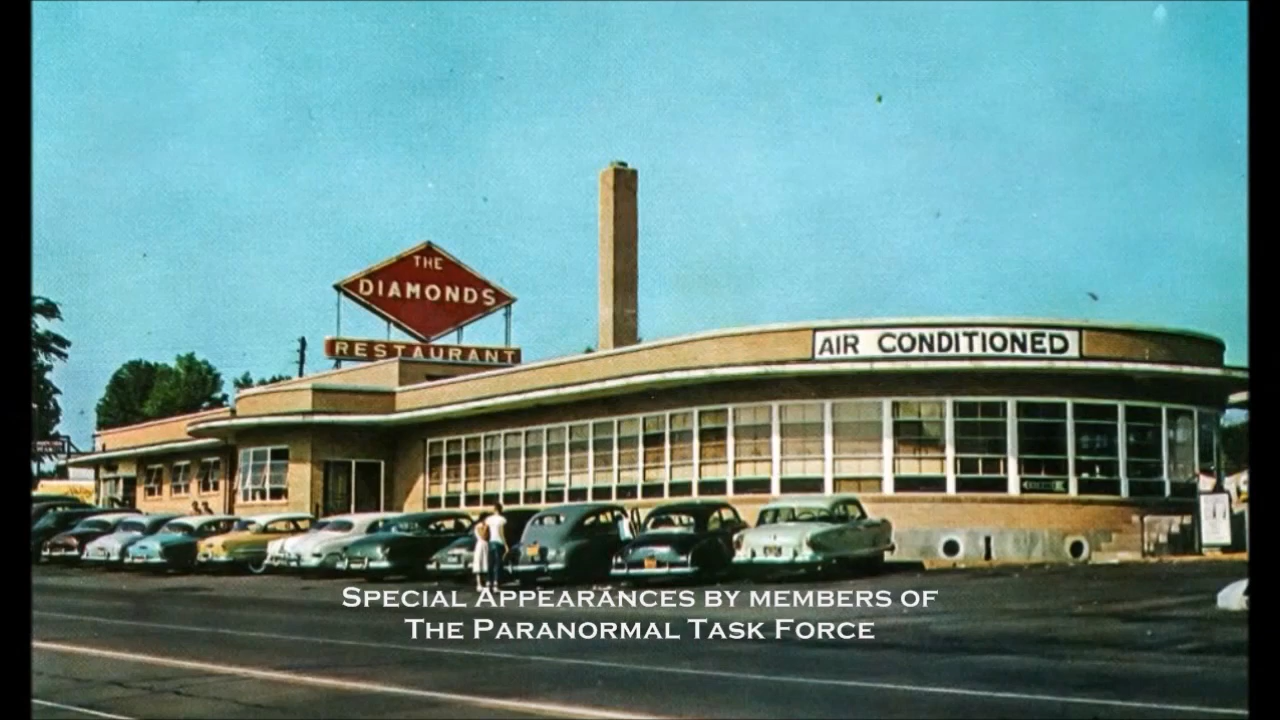 THE
DIAMONDS
RESTAURANT
AIR CONDITIONED
SPECIAL APPEARANCES BY MEMBERS OF
THE PARANORMAL TASK FORCE